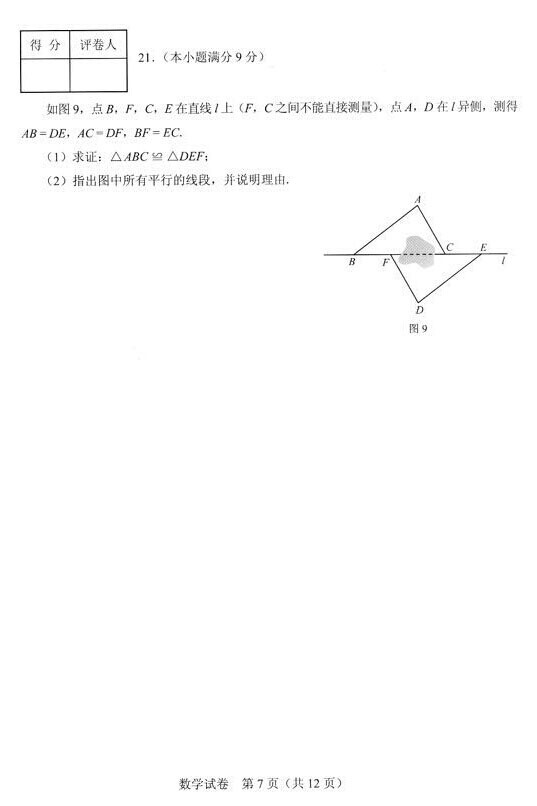 得 分 评卷人
21.（本小题满分9分）
如图9，点B，F，C，E在直线l上（F，C之间不能直接测量），点A，D在l异侧，测得
AB = DE，AC = DF，BF = EC.
（1）求证：△ABC ≌ △DEF；
（2）指出图中所有平行的线段，并说明理由.
A
B F C E l
D
图9
数学试卷 第7页（共12页）